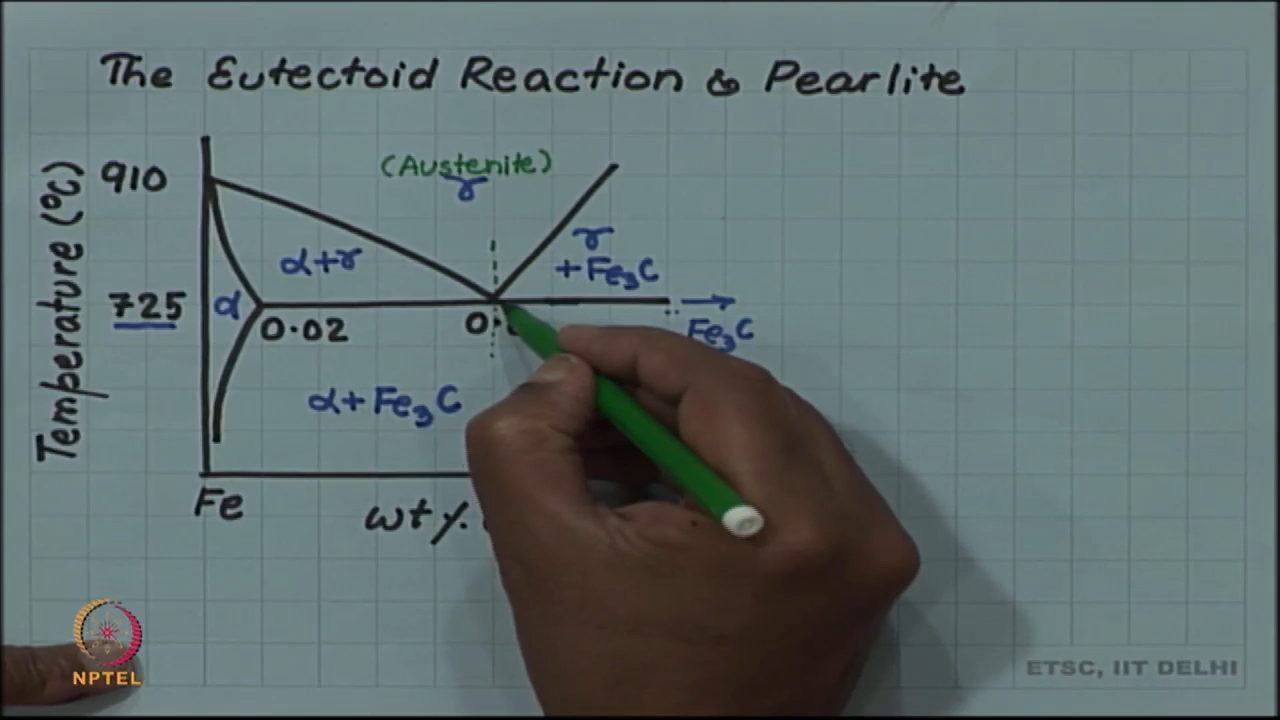 The Eutectoid Reaction & Pearlite
Temperature (°C)
910
(Austenite)
γ
α+γ
γ
+Fe₃C
725
α
0.02
Fe₃C
α+Fe₃C
Fe
wt%.
NPTEL
ETSC, IIT DELHI